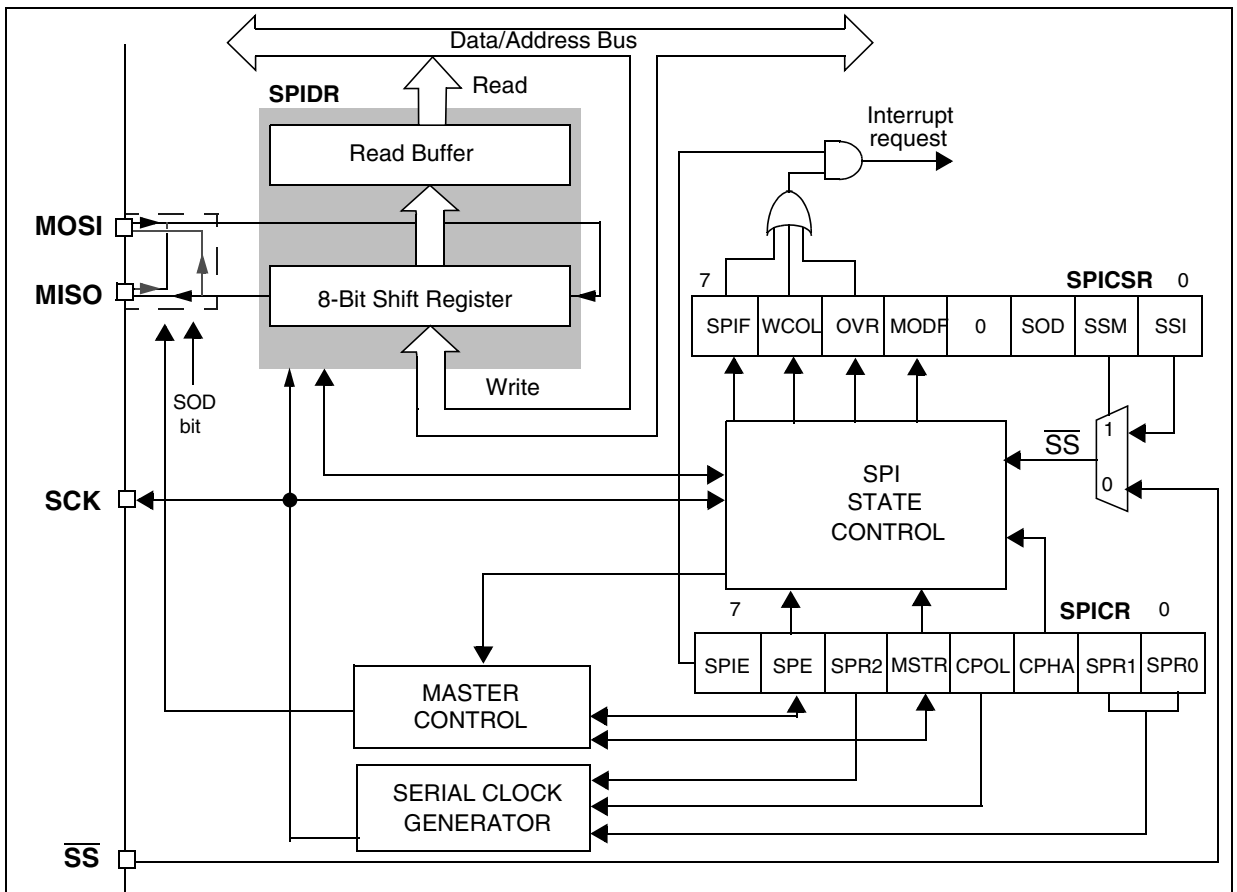 Data/Address Bus
Read
SPIDR
Read Buffer
Interrupt
request
MOSI
MISO
8-Bit Shift Register
7
SPICSR
0
SPIF
WCOL
OVR
MODF
0
SOD
SSM
SSI
Write
SOD
bit
1
SS
0
SCK
SPI
STATE
CONTROL
7
SPICR
0
SPIE
SPE
SPR2
MSTR
CPOL
CPHA
SPR1
SPR0
MASTER
CONTROL
SERIAL CLOCK
GENERATOR
SS